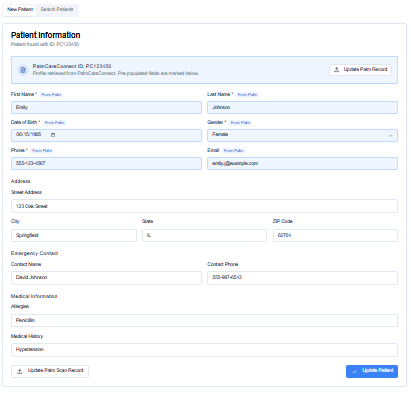 New Patient
Search Patients
Patient Information
Patient found with ID: PC123456
PalmCareConnect ID: PC123456
Profile retrieved from PalmCareConnect. Pre-populated fields are marked below.
Update Palm Record
First Name * From Palm
Last Name * From Palm
Emily
Johnson
Date of Birth * From Palm
Gender * From Palm
06/15/1985
Female
Phone * From Palm
Email From Palm
555-123-4567
emily.j@example.com
Address
Street Address
123 Oak Street
City
State
ZIP Code
Springfield
IL
62704
Emergency Contact
Contact Name
Contact Phone
David Johnson
555-987-6543
Medical Information
Allergies
Penicillin
Medical History
Hypertension
Update Palm Scan Record
Update Patient